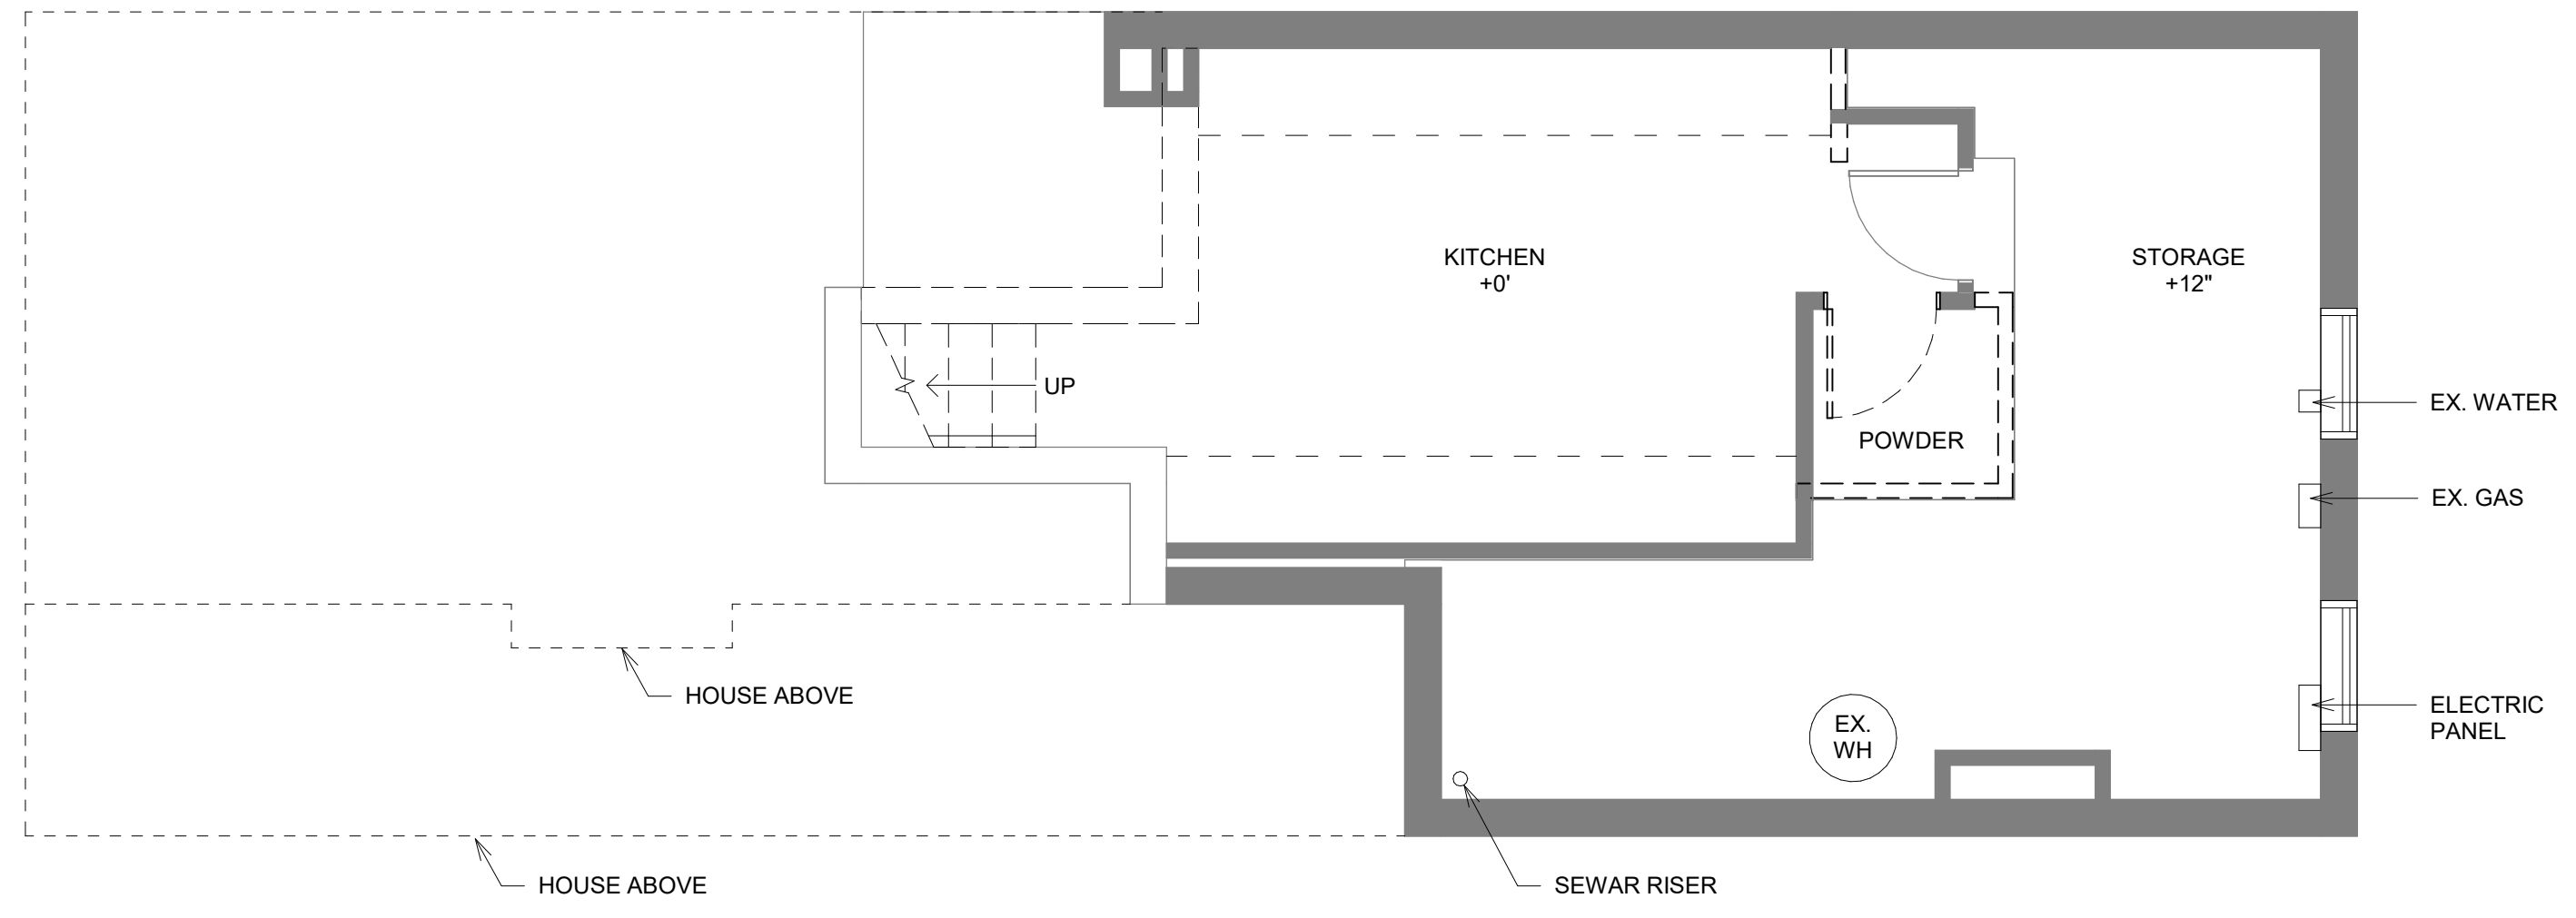 KITCHEN
+0'
STORAGE
+12"
UP
EX. WATER
POWDER
EX. GAS
HOUSE ABOVE
ELECTRIC
PANEL
EX.
WH
HOUSE ABOVE
SEWAR RISER